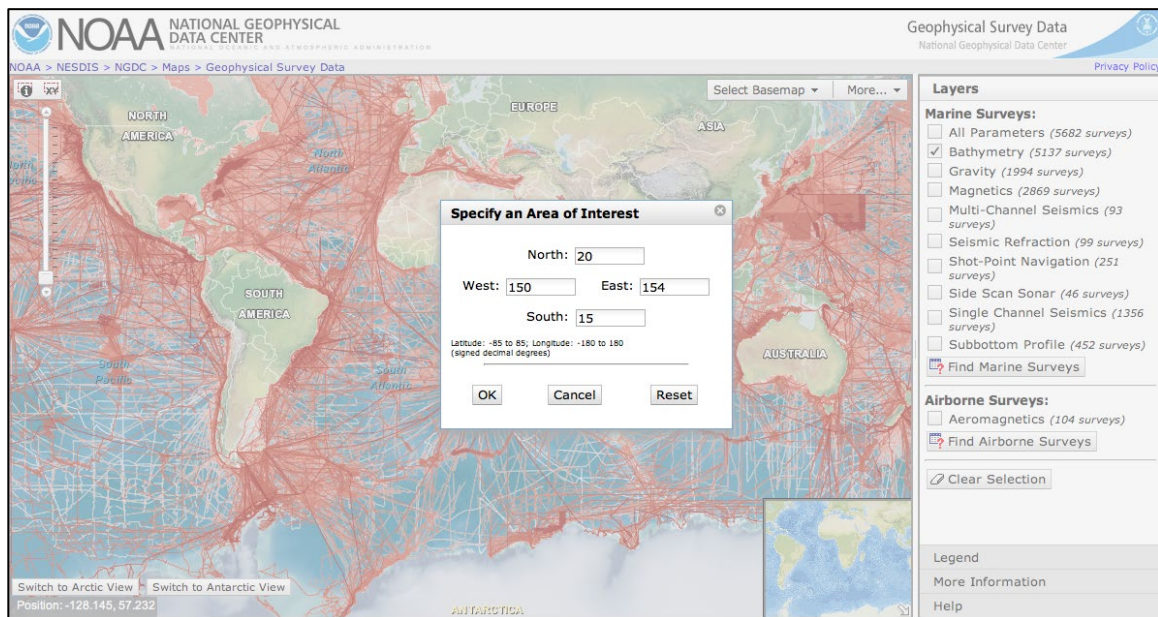 NOAA NATIONAL GEOPHYSICAL
DATA CENTER
NATIONAL OCEANIC AND ATMOSPHERIC ADMINISTRATION
Geophysical Survey Data
National Geophysical Data Center
NOAA > NESDIS > NGDC > Maps > Geophysical Survey Data
Privacy Policy
XY
Select Basemap
More...
NORTH
AMERICA
EUROPE
ASIA
North
Atlantic
SOUTH
AMERICA
AUSTRALIA
South
Pacific
South
Atlantic
ANTARCTICA
Specify an Area of Interest
North: 20
West: 150 East: 154
South: 15
Latitude: -85 to 85; Longitude: -180 to 180
(signed decimal degrees)
OK Cancel Reset
Switch to Arctic View Switch to Antarctic View
Position: -128.145, 57.232
Layers
Marine Surveys:
All Parameters (5682 surveys)
Bathymetry (5137 surveys)
Gravity (1994 surveys)
Magnetics (2869 surveys)
Multi-Channel Seismics (93
surveys)
Seismic Refraction (99 surveys)
Shot-Point Navigation (251
surveys)
Side Scan Sonar (46 surveys)
Single Channel Seismics (1356
surveys)
Subbottom Profile (452 surveys)
Find Marine Surveys
Airborne Surveys:
Aeromagnetics (104 surveys)
Find Airborne Surveys
Clear Selection
Legend
More Information
Help